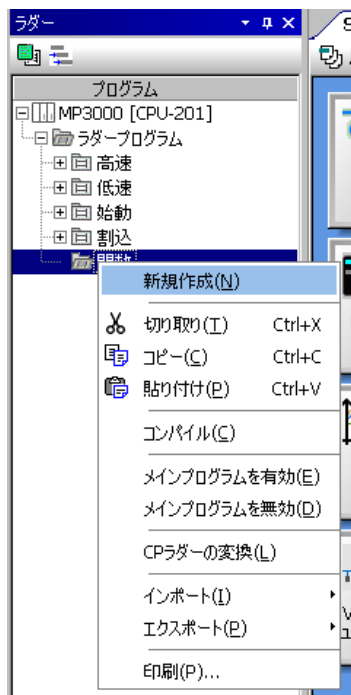 ラダー
プログラム
MP3000 [CPU-201]
ラダープログラム
高速
低速
始動
割込
関数
新規作成(N)
切り取り(T) Ctrl+X
コピー(C) Ctrl+C
貼り付け(P) Ctrl+V
コンパイル(C)
メインプログラムを有効(E)
メインプログラムを無効(D)
CPラダーの変換(L)
インポート(I)
エクスポート(P)
印刷(P)...